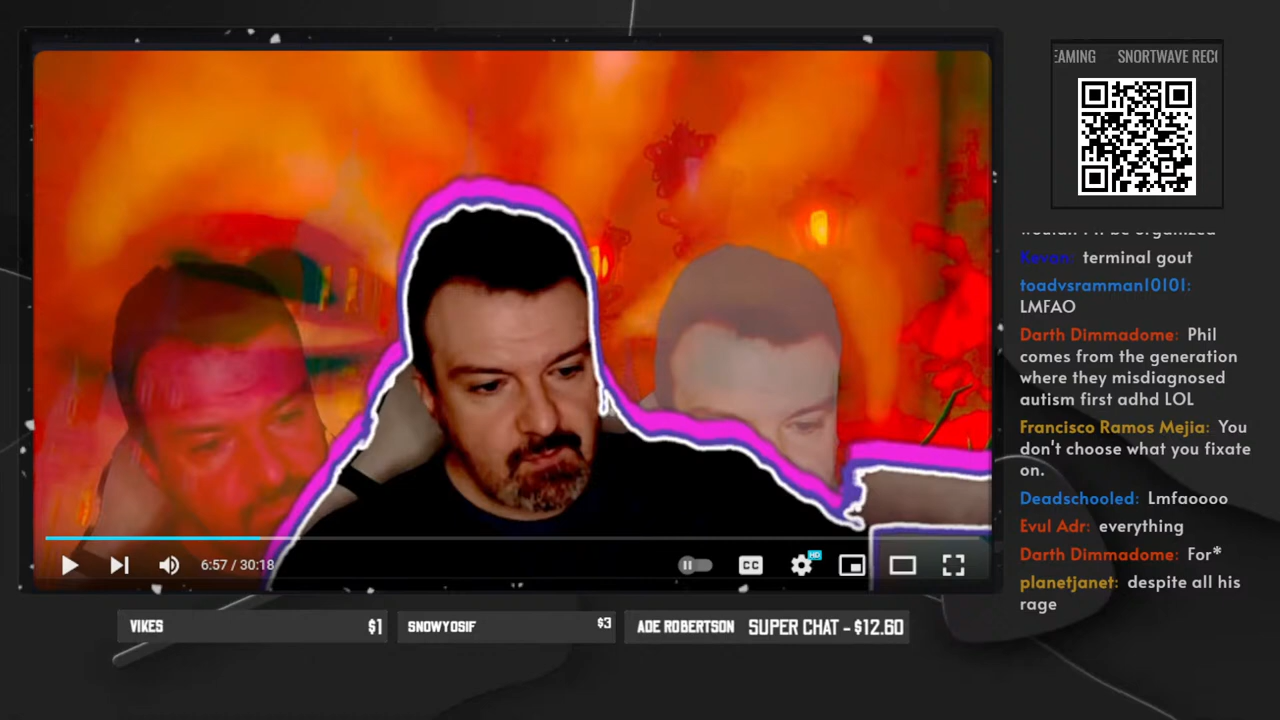 EAMING SNORTWAVE REC
Kevan: terminal gout
toadvsramman10101:
LMFAO
Darth Dimmadome: Phil
comes from the generation
where they misdiagnosed
autism first adhd LOL
Francisco Ramos Mejia: You
don't choose what you fixate
on.
Deadschooled: Lmfaoooo
Evul Adr: everything
Darth Dimmadome: For*
planetjanet: despite all his
rage
6:57 / 30:18
CC
HD
VIKES $1
SNOWYOSIF $3
ADE ROBERTSON SUPER CHAT - $12.60